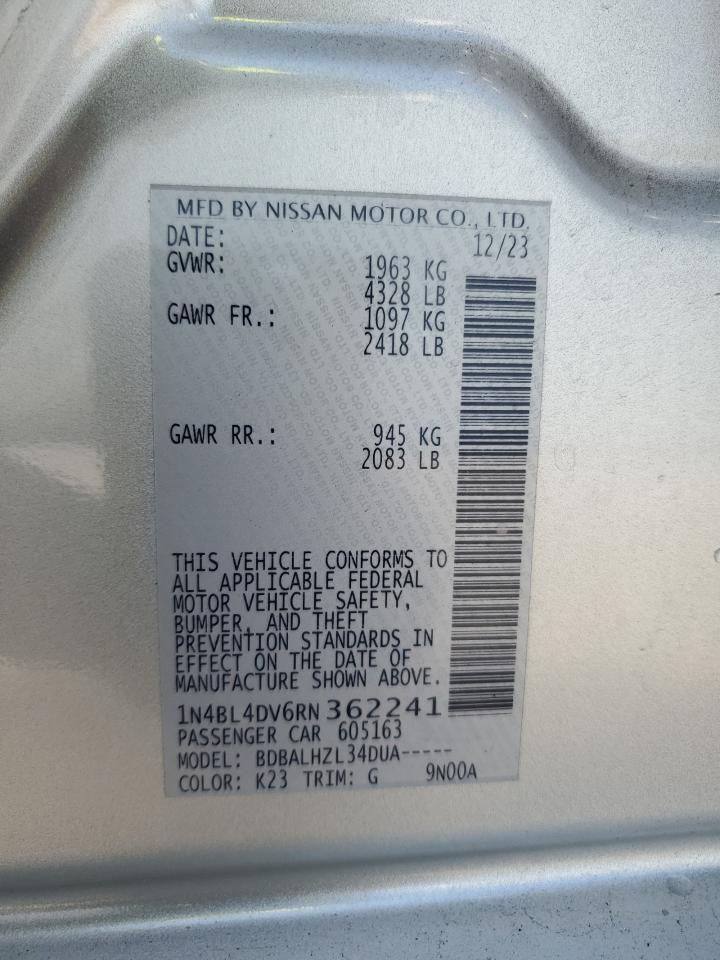 MFD BY NISSAN MOTOR CO., LTD.
DATE: 12/23
GVWR: 1963 KG
4328 LB
GAWR FR.: 1097 KG
2418 LB
GAWR RR.: 945 KG
2083 LB
THIS VEHICLE CONFORMS TO
ALL APPLICABLE FEDERAL
MOTOR VEHICLE SAFETY,
BUMPER, AND THEFT
PREVENTION STANDARDS IN
EFFECT ON THE DATE OF
MANUFACTURE SHOWN ABOVE.
1N4BL4DV6RN362241
PASSENGER CAR 605163
MODEL: BDBALHZL34DUA-----
COLOR: K23 TRIM: G 9N00A